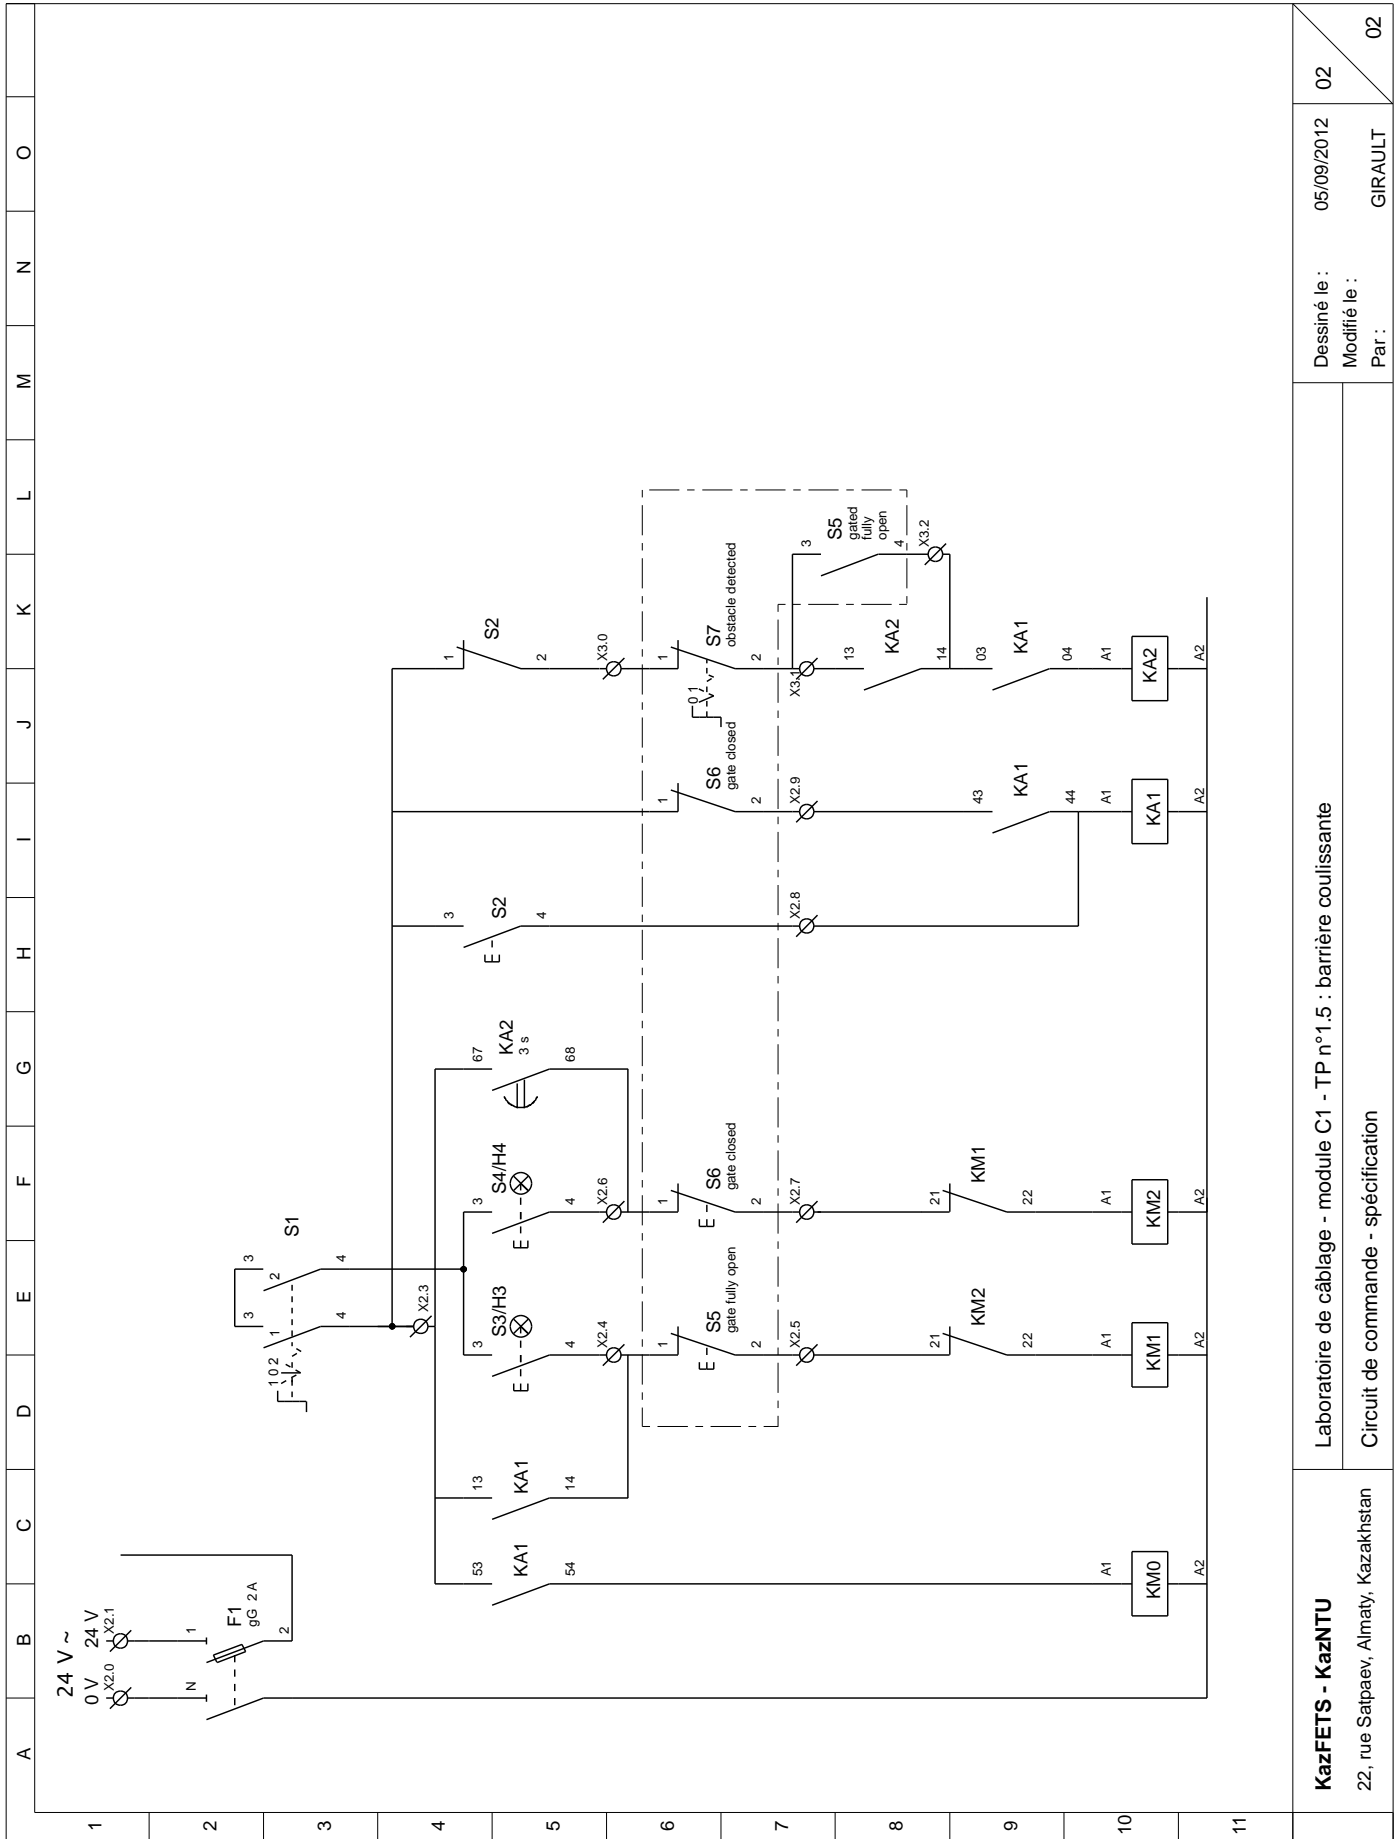 A B C D E F G H I J K L M N O
1
2
3
4
5
6
7
8
9
10
11
24 V ~
0 V 24 V
X2.0 X2.1
N 1
F1
gG 2 A
2
S1
1 0 2
3 3
1 2
4 4
X2.3
53 KA1 54
13 KA1 14
3 S3/H3 4
X2.4
3 S4/H4 4
X2.6
67 KA2 68
3 s
3 S2 4
1 S2 2
X3.0
1 S5 2
gate fully open
X2.5
1 S6 2
gate closed
X2.7
X2.8
1 S6 2
gate closed
X2.9
0 1
1 S7 2
obstacle detected
X3.1
3 S5 4
gated
fully
open
X3.2
13 KA2 14
21 KM2 22
21 KM1 22
43 KA1 44
03 KA1 04
A1 KM0 A2
A1 KM1 A2
A1 KM2 A2
A1 KA1 A2
A1 KA2 A2
KazFETS - KazNTU
22, rue Satpaev, Almaty, Kazakhstan
Laboratoire de câblage - module C1 - TP n°1.5 : barrière coulissante
Circuit de commande - spécification
Dessiné le : 05/09/2012
Modifié le :
Par : GIRAULT
02
02